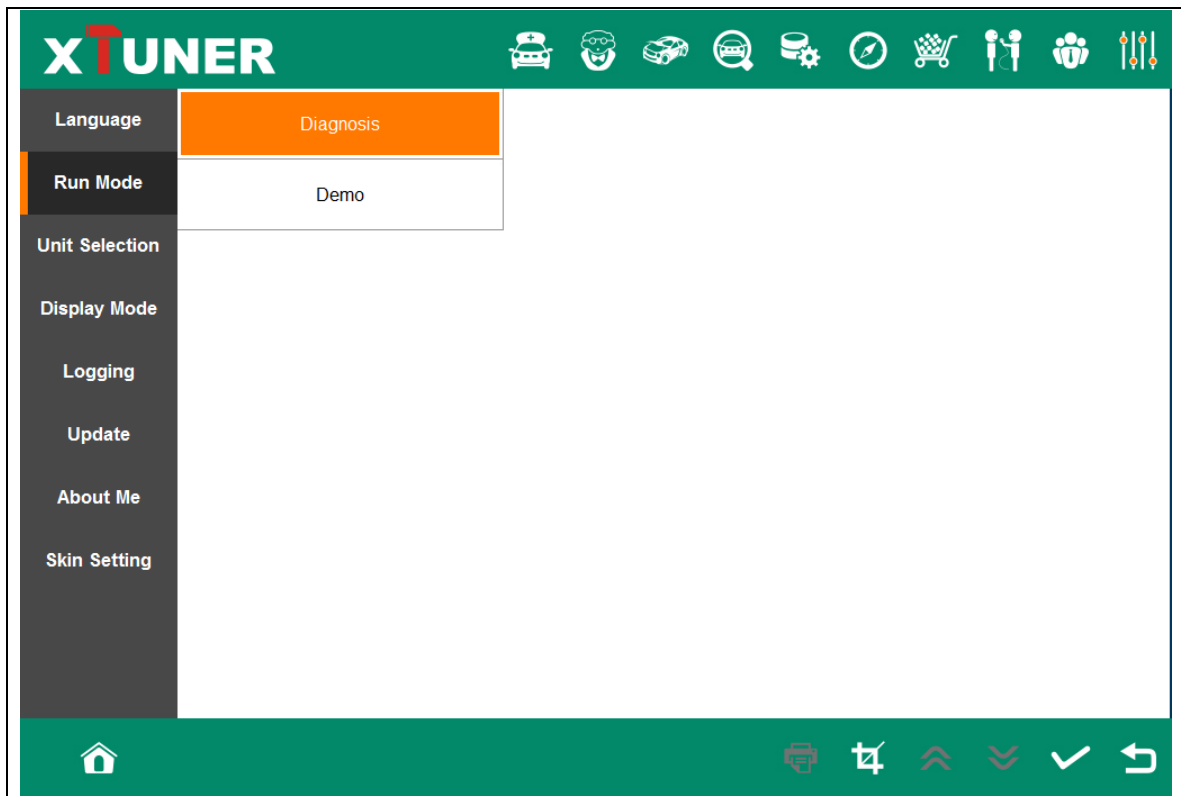 XTUNER
Language
Diagnosis
Run Mode
Demo
Unit Selection
Display Mode
Logging
Update
About Me
Skin Setting